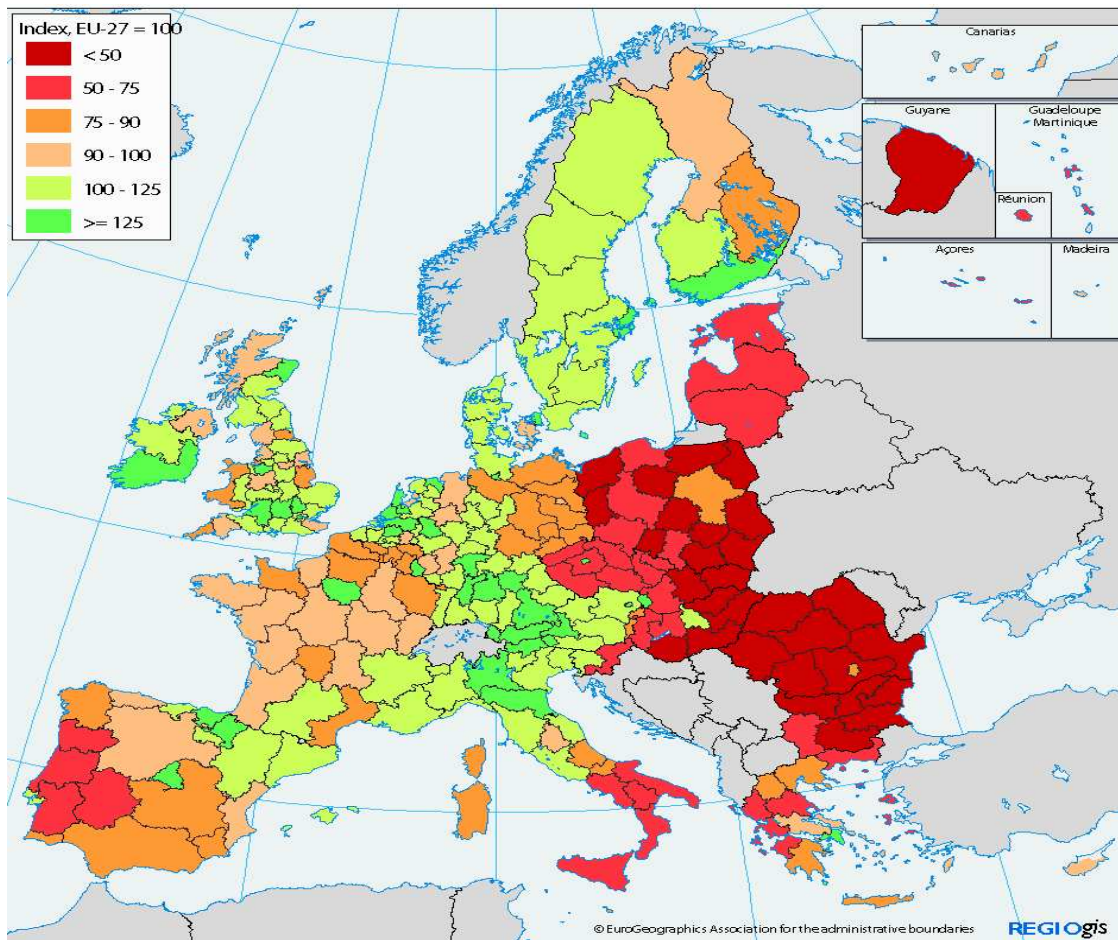 Index, EU-27 = 100
< 50
50 - 75
75 - 90
90 - 100
100 - 125
>= 125
Canarias
Guyane
Guadeloupe
Martinique
Réunion
Açores
Madeira
© EuroGeographics Association for the administrative boundaries
REGIOgis